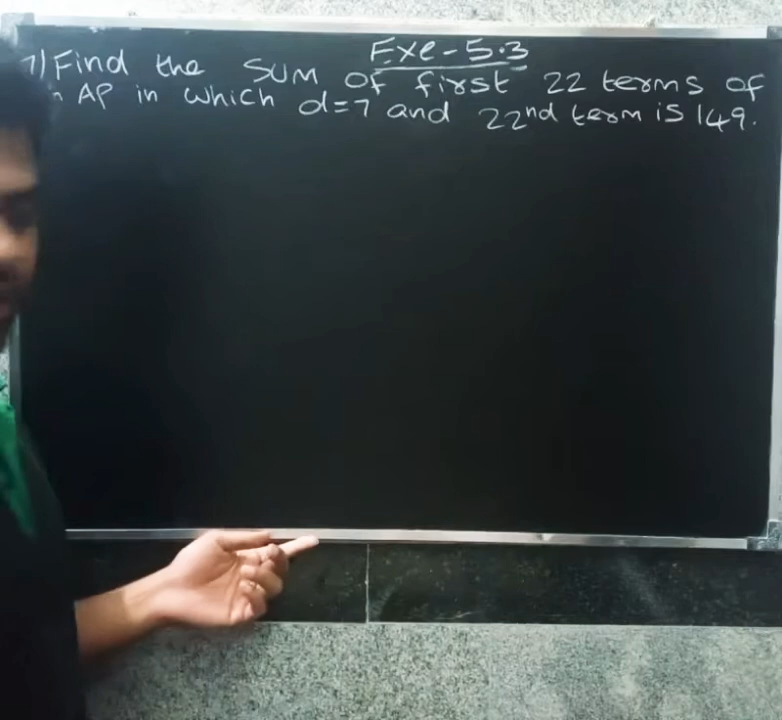 Exe-5.3
7) Find the sum of first 22 terms of
AP in which d=7 and 22nd term is 149.